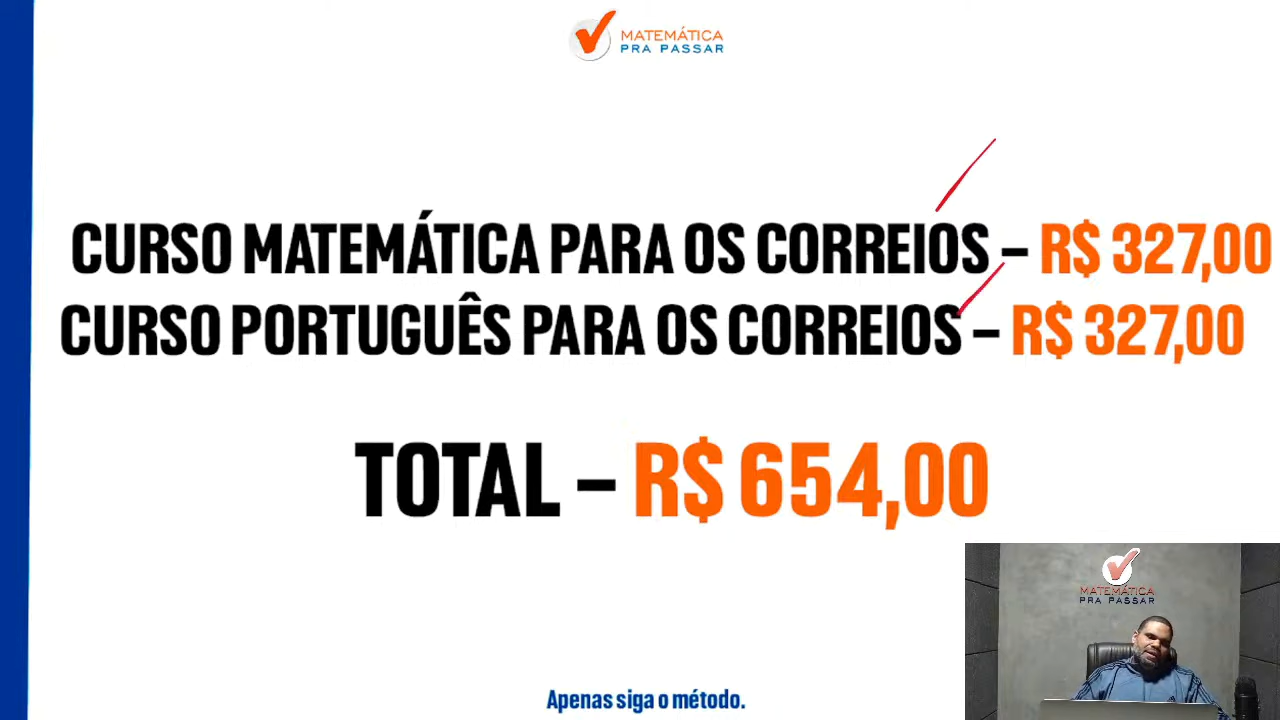 MATEMÁTICA
PRA PASSAR
CURSO MATEMÁTICA PARA OS CORREIOS – R$ 327,00
CURSO PORTUGUÊS PARA OS CORREIOS – R$ 327,00
TOTAL – R$ 654,00
MATEMÁTICA
PRA PASSAR
Apenas siga o método.